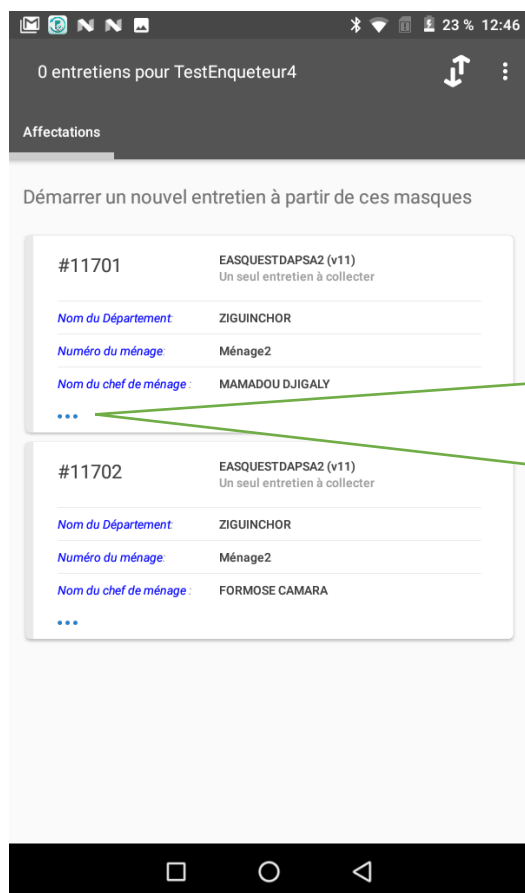 23 % 12:46
0 entretiens pour TestEnqueteur4
Affectations
Démarrer un nouvel entretien à partir de ces masques
#11701 EASQUESTDAPSA2 (v11)
Un seul entretien à collecter
Nom du Département: ZIGUINCHOR
Numéro du ménage: Ménage2
Nom du chef de ménage : MAMADOU DJIGALY
#11702 EASQUESTDAPSA2 (v11)
Un seul entretien à collecter
Nom du Département: ZIGUINCHOR
Numéro du ménage: Ménage2
Nom du chef de ménage : FORMOSE CAMARA